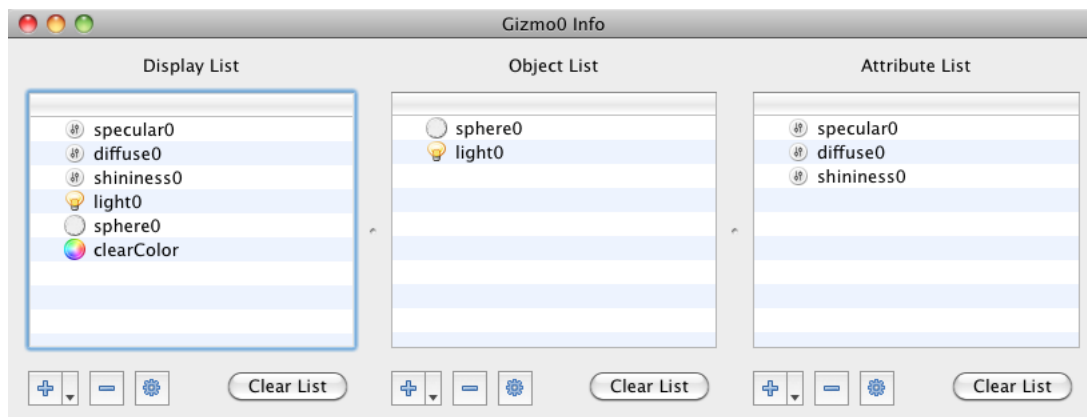 Gizmo0 Info
Display List
Object List
Attribute List
specular0
diffuse0
shininess0
light0
sphere0
clearColor
sphere0
light0
specular0
diffuse0
shininess0
Clear List
Clear List
Clear List